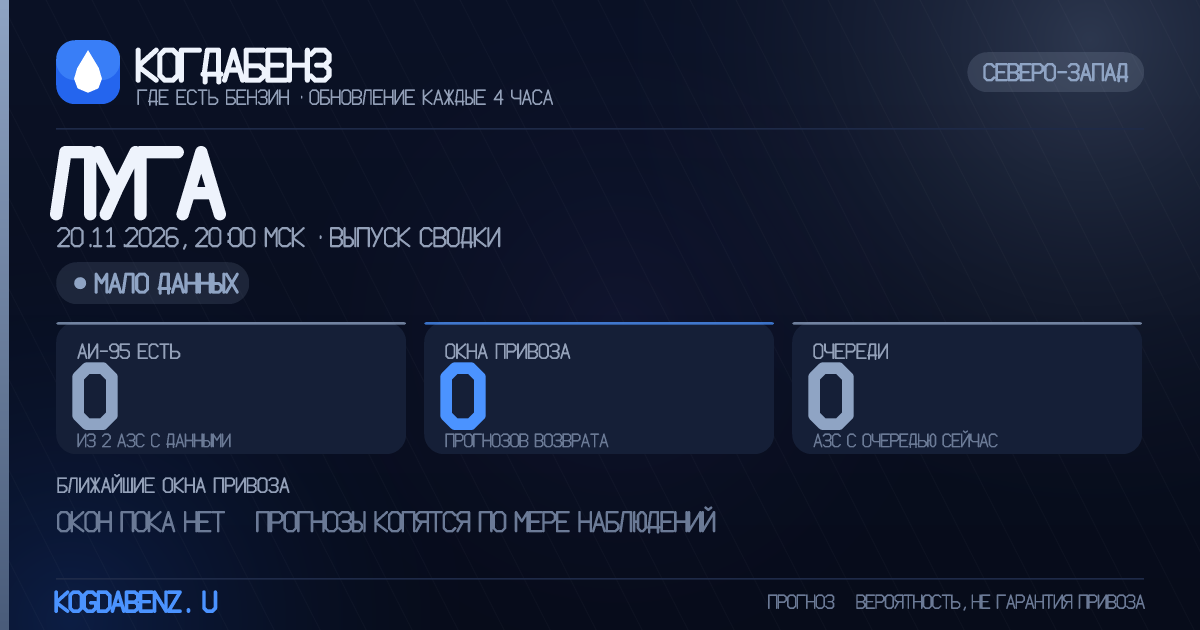 КОГДАБЕНЗ
ГДЕ ЕСТЬ БЕНЗИН · ОБНОВЛЕНИЕ КАЖДЫЕ 4 ЧАСА
СЕВЕРО-ЗАПАД
ЛУГА
20.11.2026, 20:00 МСК · ВЫПУСК СВОДКИ
МАЛО ДАННЫХ
АИ-95 ЕСТЬ
0
ИЗ 2 АЗС С ДАННЫМИ
ОКНА ПРИВОЗА
0
ПРОГНОЗОВ ВОЗВРАТА
ОЧЕРЕДИ
0
АЗС С ОЧЕРЕДЬЮ СЕЙЧАС
БЛИЖАЙШИЕ ОКНА ПРИВОЗА
ОКОН ПОКА НЕТ ПРОГНОЗЫ КОПЯТСЯ ПО МЕРЕ НАБЛЮДЕНИЙ
KOGDABENZ. U
ПРОГНОЗ ВЕРОЯТНОСТЬ, НЕ ГАРАНТИЯ ПРИВОЗА